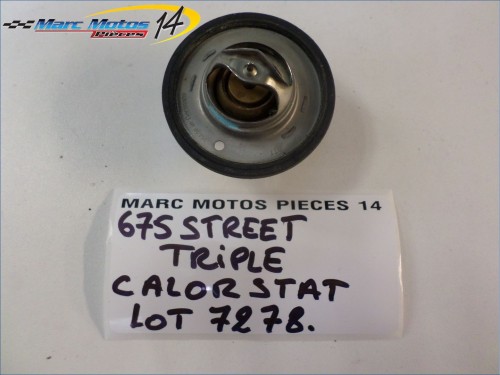 Marc Motos 14
Pieces
MARC MOTOS PIECES 14
675 STREET
TRiPLE
CALORSTAT
LOT 7278.